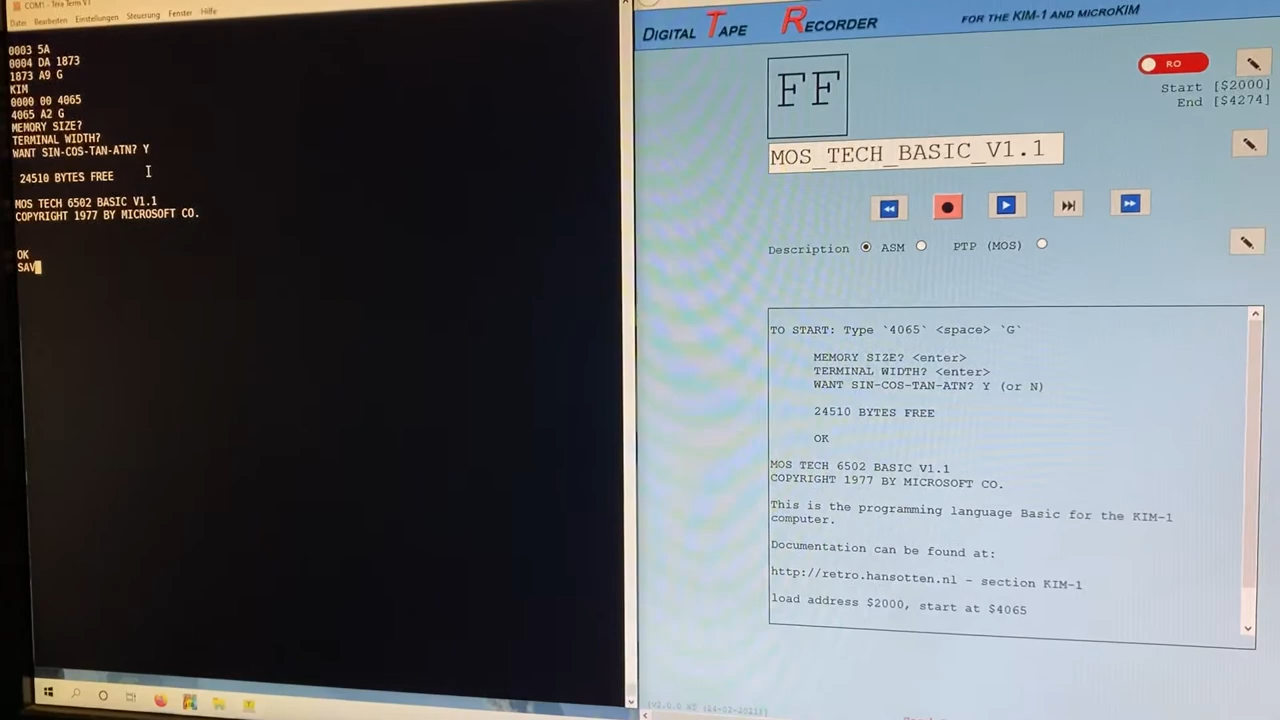 COM1 - Tera Term VT
Datei Bearbeiten Einstellungen Steuerung Fenster Hilfe
0003 5A
0004 DA 1873
1873 A9 G
KIM
0000 00 4065
4065 A2 G
MEMORY SIZE?
TERMINAL WIDTH?
WANT SIN-COS-TAN-ATN? Y
24510 BYTES FREE
MOS TECH 6502 BASIC V1.1
COPYRIGHT 1977 BY MICROSOFT CO.
OK
SAV
DIGITAL TAPE RECORDER FOR THE KIM-1 AND MICROKIM
FF
RO
Start [$2000]
End [$4274]
MOS_TECH_BASIC_V1.1
Description ASM PTP (MOS)
TO START: Type `4065` <space> `G`
MEMORY SIZE? <enter>
TERMINAL WIDTH? <enter>
WANT SIN-COS-TAN-ATN? Y (or N)
24510 BYTES FREE
OK
MOS TECH 6502 BASIC V1.1
COPYRIGHT 1977 BY MICROSOFT CO.
This is the programming language Basic for the KIM-1
computer.
Documentation can be found at:
http://retro.hansotten.nl - section KIM-1
load address $2000, start at $4065